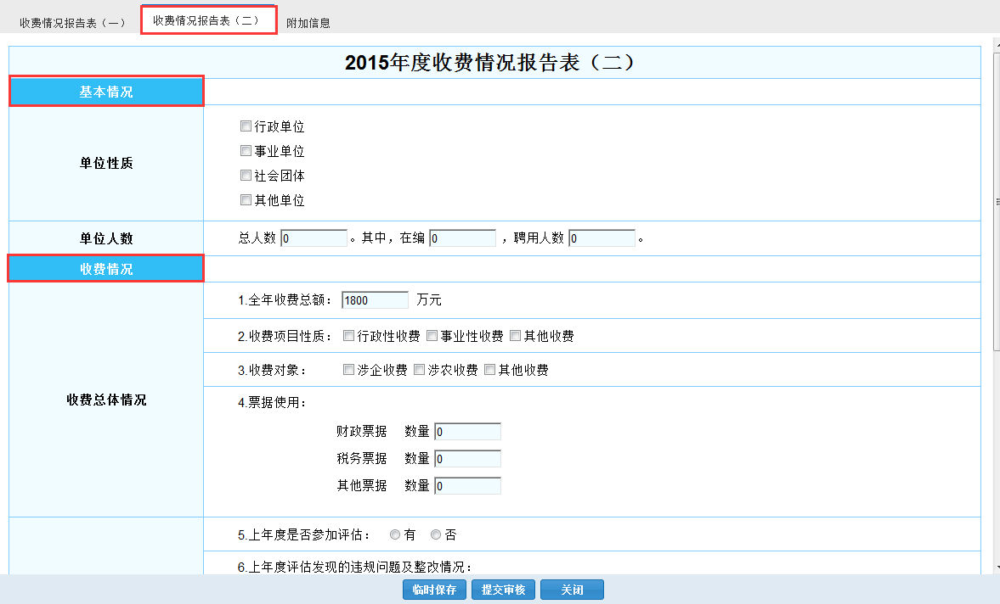 收费情况报告表（一） 收费情况报告表（二） 附加信息
2015年度收费情况报告表（二）
基本情况
单位性质
行政单位
事业单位
社会团体
其他单位
单位人数
总人数 0 。其中，在编 0 ，聘用人数 0 。
收费情况
收费总体情况
1.全年收费总额： 1800 万元
2.收费项目性质： 行政性收费 事业性收费 其他收费
3.收费对象： 涉企收费 涉农收费 其他收费
4.票据使用：
财政票据 数量 0
税务票据 数量 0
其他票据 数量 0
5.上年度是否参加评估： 有 否
6.上年度评估发现的违规问题及整改情况：
临时保存 提交审核 关闭